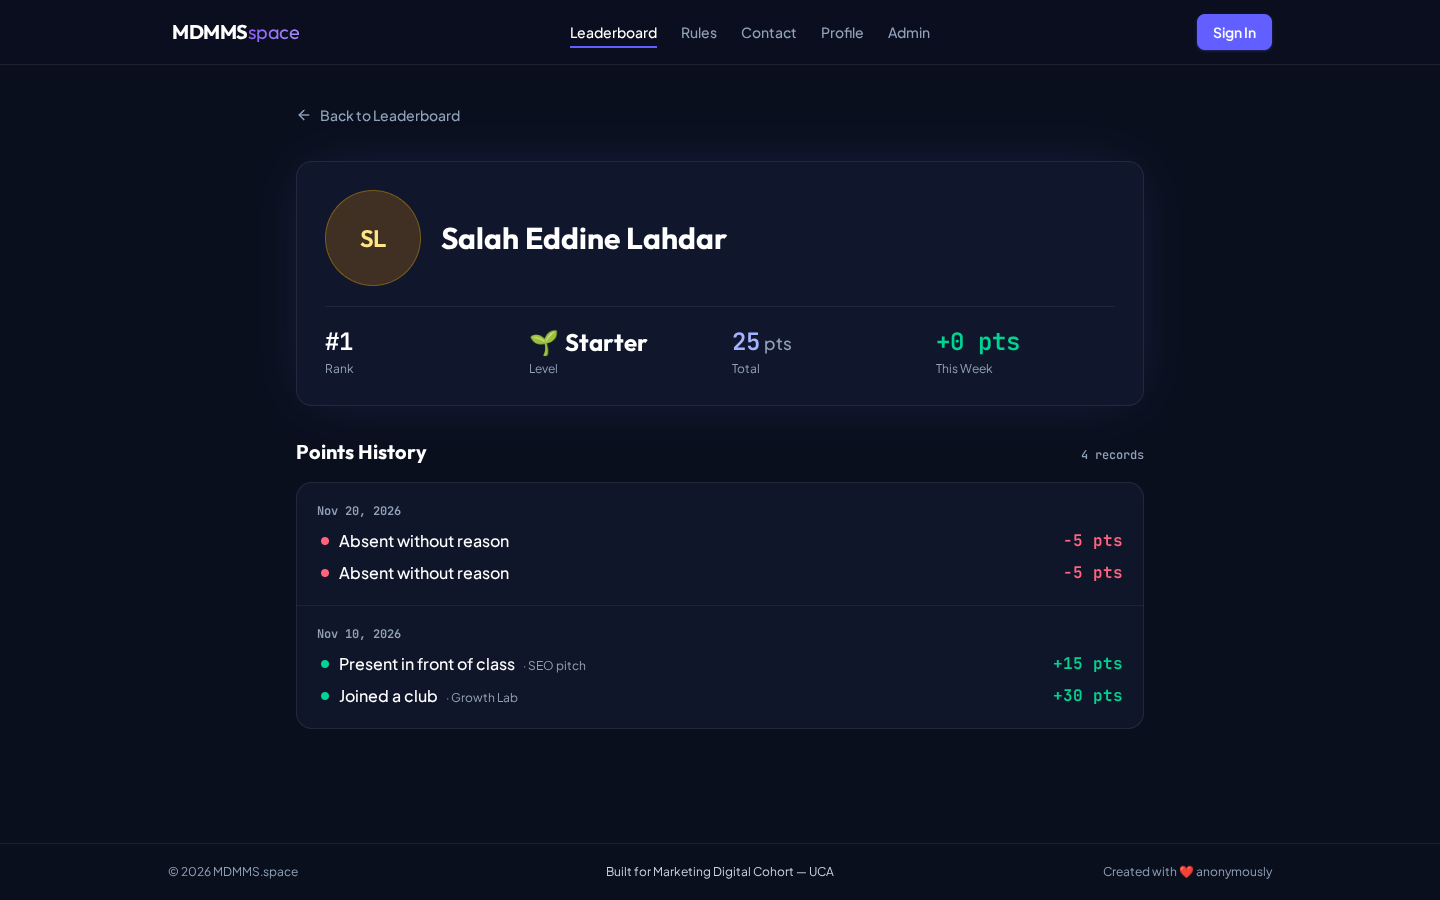 MDMMSspace
Leaderboard Rules Contact Profile Admin
Sign In
Back to Leaderboard
SL
Salah Eddine Lahdar
#1
Rank
🌱 Starter
Level
25 pts
Total
+0 pts
This Week
Points History
4 records
Nov 20, 2026
Absent without reason -5 pts
Absent without reason -5 pts
Nov 10, 2026
Present in front of class · SEO pitch +15 pts
Joined a club · Growth Lab +30 pts
© 2026 MDMMS.space
Built for Marketing Digital Cohort — UCA
Created with ❤️ anonymously